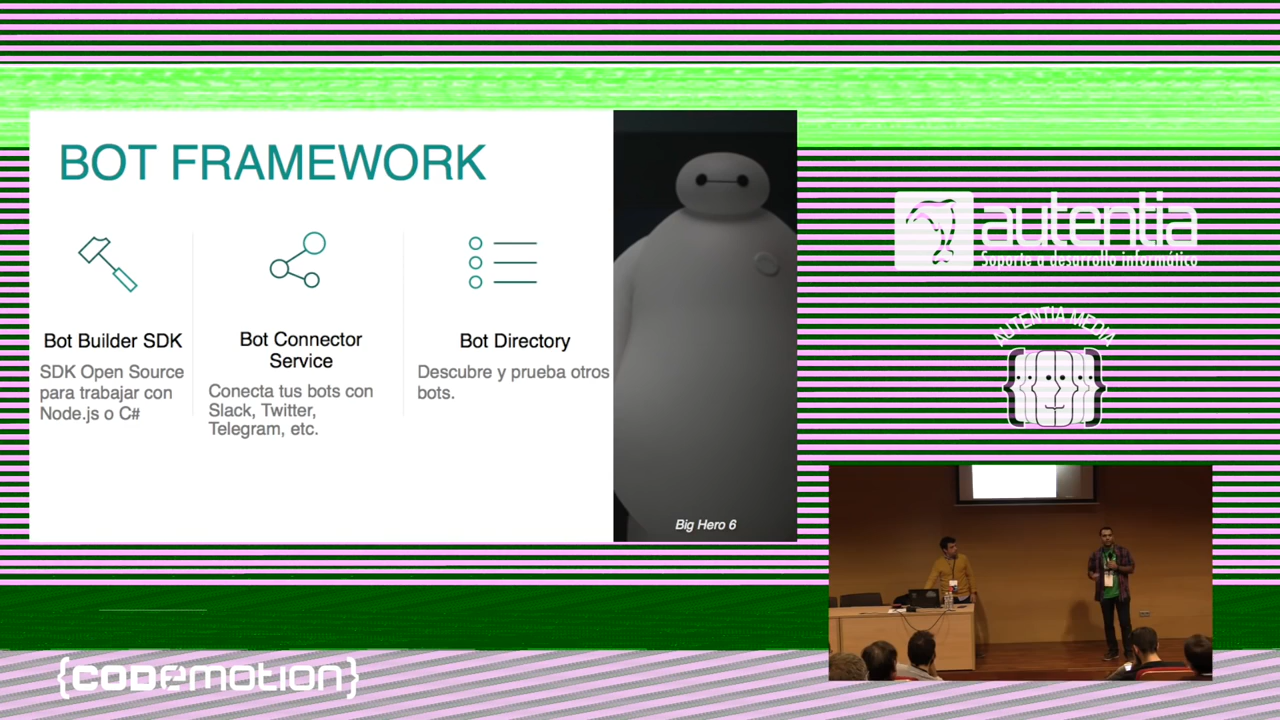 BOT FRAMEWORK
Bot Builder SDK
SDK Open Source
para trabajar con
Node.js o C#
Bot Connector
Service
Conecta tus bots con
Slack, Twitter,
Telegram, etc.
Bot Directory
Descubre y prueba otros
bots.
Big Hero 6
autentia
Soporte a desarrollo informático
AUTENTIA MEDIA
{CODEMOTION}